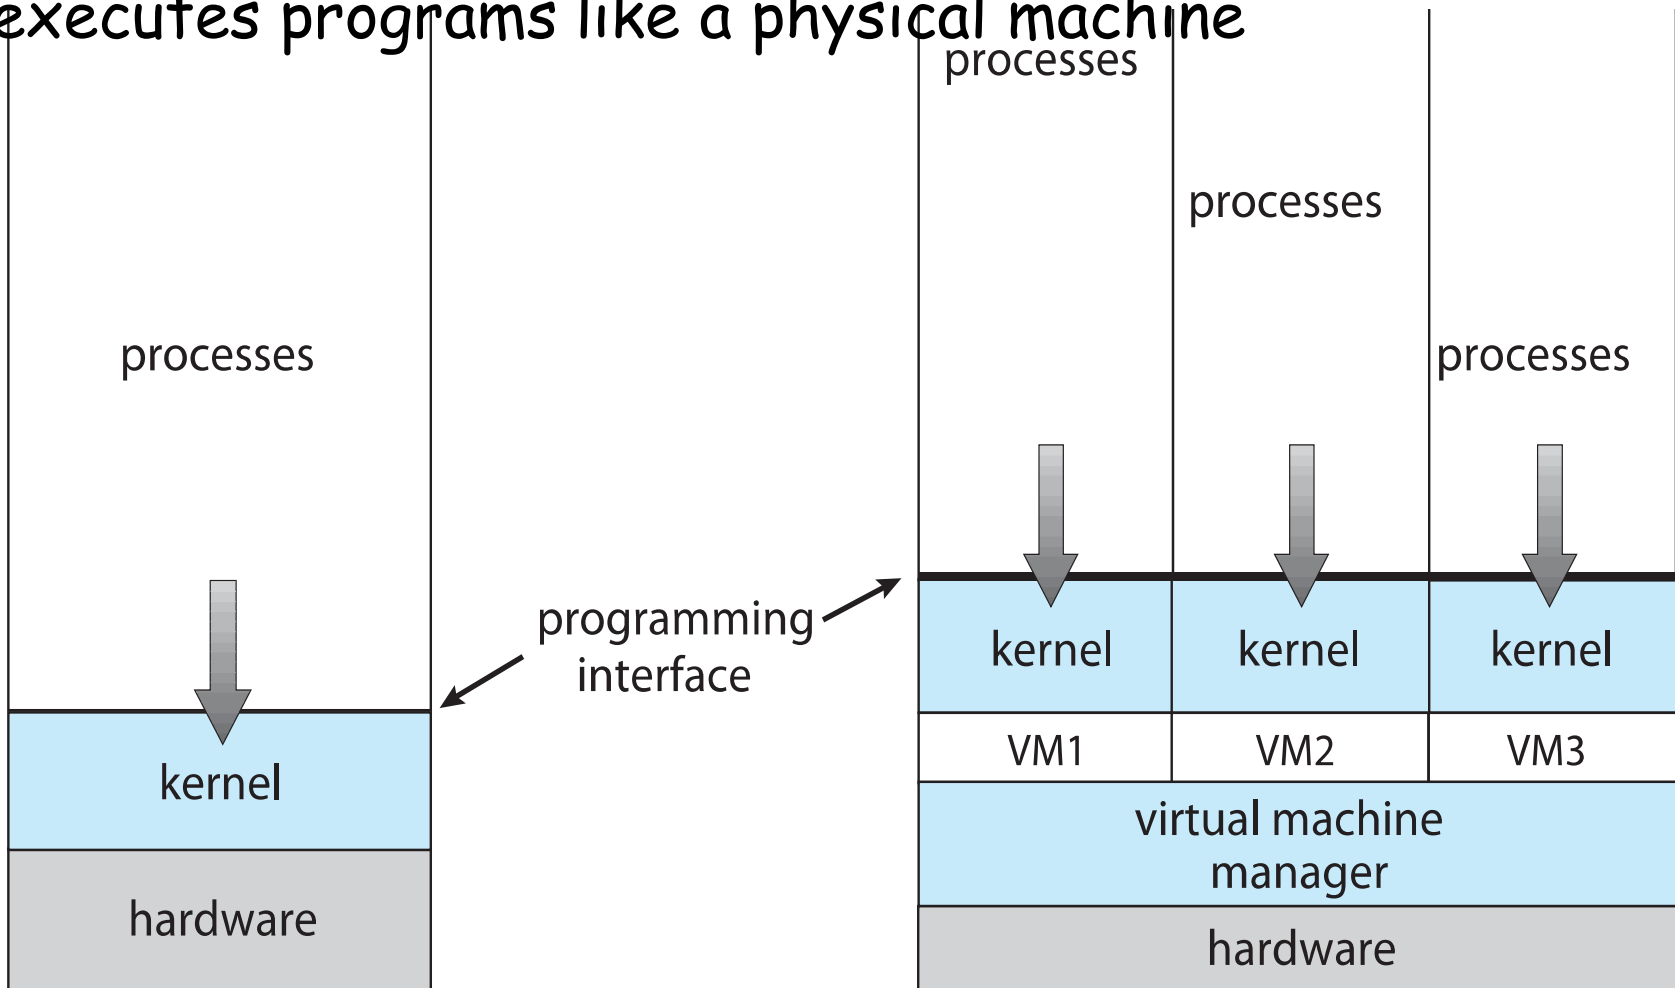 executes programs like a physical machine
processes
kernel
hardware
programming
interface
processes
processes
processes
kernel
kernel
kernel
VM1
VM2
VM3
virtual machine
manager
hardware